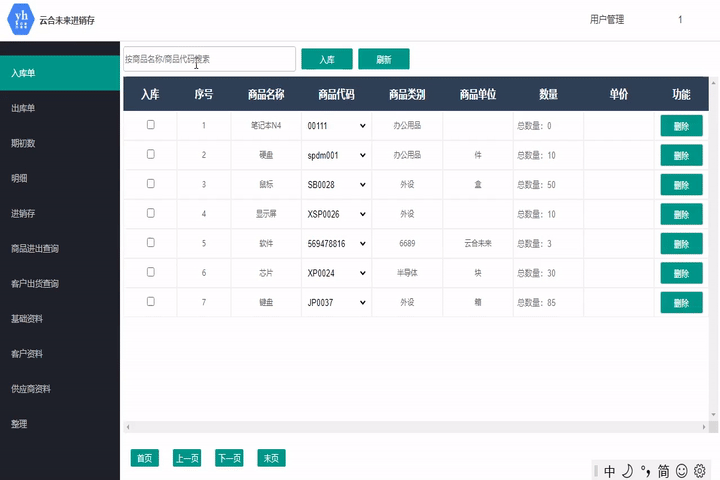 yh
云合未来进销存
用户管理 1
入库单
出库单
期初数
明细
进销存
商品进出查询
客户出货查询
基础资料
客户资料
供应商资料
整理
按商品名称/商品代码搜索 入库 刷新
入库 序号 商品名称 商品代码 商品类别 商品单位 数量 单价 功能
1 笔记本N4 00111 办公用品 总数量：0 删除
2 硬盘 spdm001 办公用品 件 总数量：10 删除
3 鼠标 SB0028 外设 盒 总数量：50 删除
4 显示屏 XSP0026 外设 总数量：10 删除
5 软件 569478816 6689 云合未来 总数量：3 删除
6 芯片 XP0024 半导体 块 总数量：30 删除
7 键盘 JP0037 外设 箱 总数量：85 删除
首页 上一页 下一页 末页
中 简